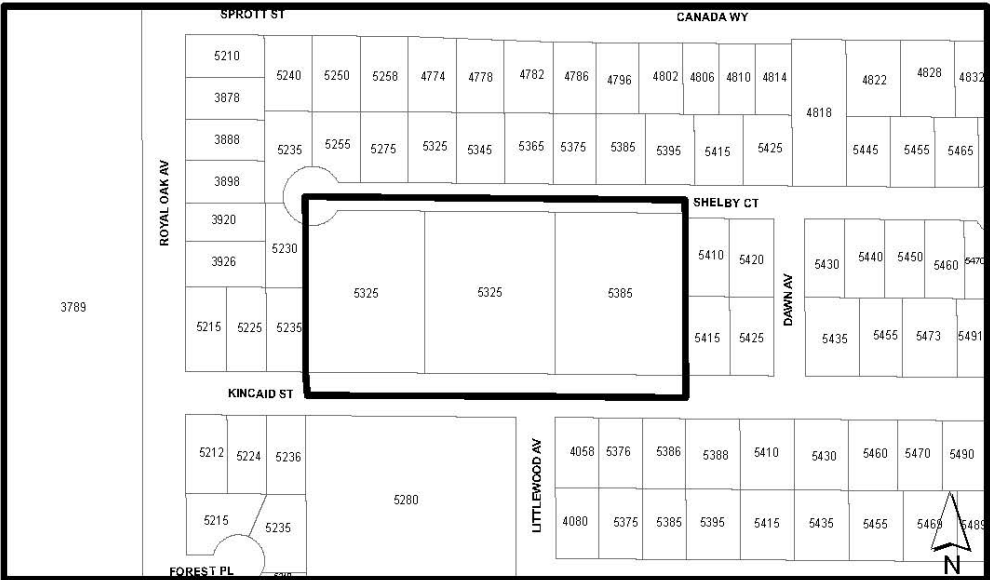 SPROTT ST
CANADA WY
5210
5240 5250 5258 4774 4778 4782 4786 4796 4802 4806 4810 4814 4822 4828 4832
3878
4818
3888
5235 5255 5275 5325 5345 5365 5375 5385 5395 5415 5425 5445 5455 5465
3898
ROYAL OAK AV
SHELBY CT
3920
5230
3926
5410 5420 5430 5440 5450 5460 5470
DAWN AV
3789
5325 5325 5385
5215 5225 5235
5415 5425 5435 5455 5473 5491
KINCAID ST
5212 5224 5236
4058 5376 5386 5388 5410 5430 5460 5470 5490
LITTLEWOOD AV
5280
5215 5235
4080 5375 5385 5395 5415 5435 5455 5469 5489
FOREST PL
N